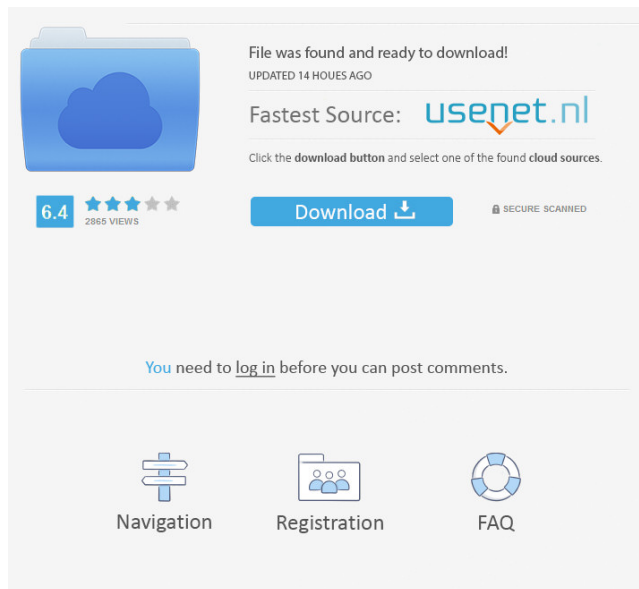 File was found and ready to download!
UPDATED 14 HOUES AGO
Fastest Source: usenet.nl
Click the download button and select one of the found cloud sources.
6.4
2865 VIEWS
Download
SECURE SCANNED
You need to log in before you can post comments.
Navigation
Registration
FAQ